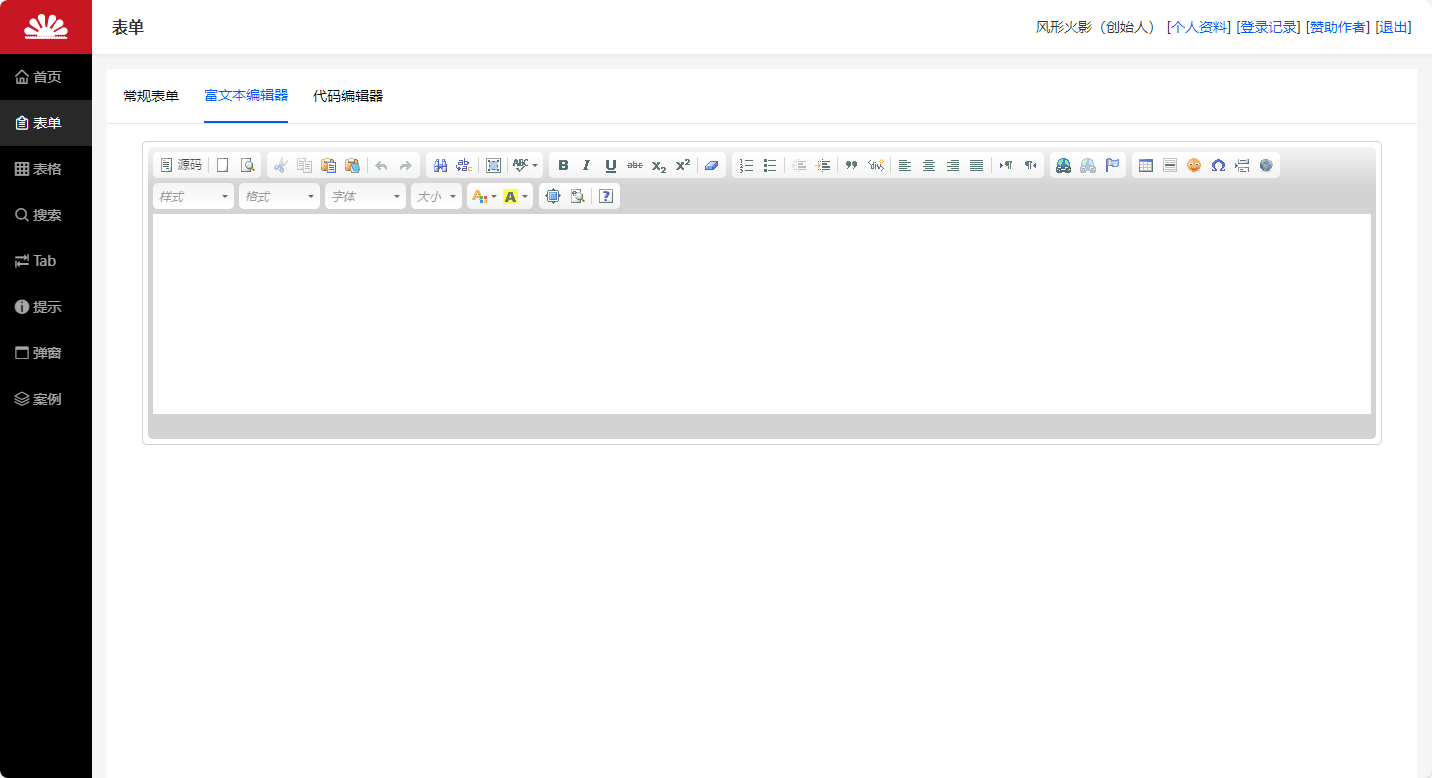 表单
风形火影（创始人） [个人资料] [登录记录] [赞助作者] [退出]
首页
表单
表格
搜索
Tab
提示
弹窗
案例
常规表单 富文本编辑器 代码编辑器
源码 ABC B I U abc X₂ X² div
样式 格式 字体 大小 A A ?